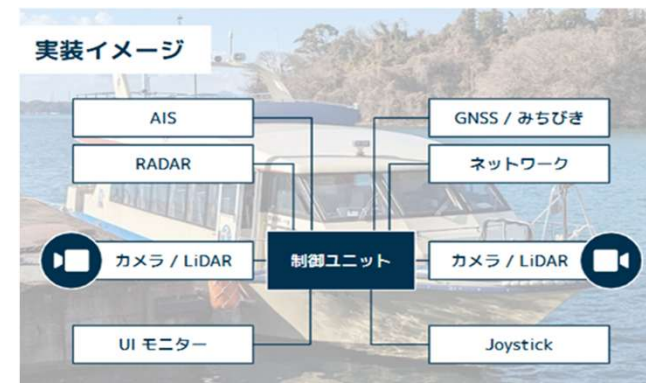 実装イメージ
AIS
GNSS / みちびき
RADAR
ネットワーク
カメラ / LiDAR
制御ユニット
カメラ / LiDAR
UI モニター
Joystick